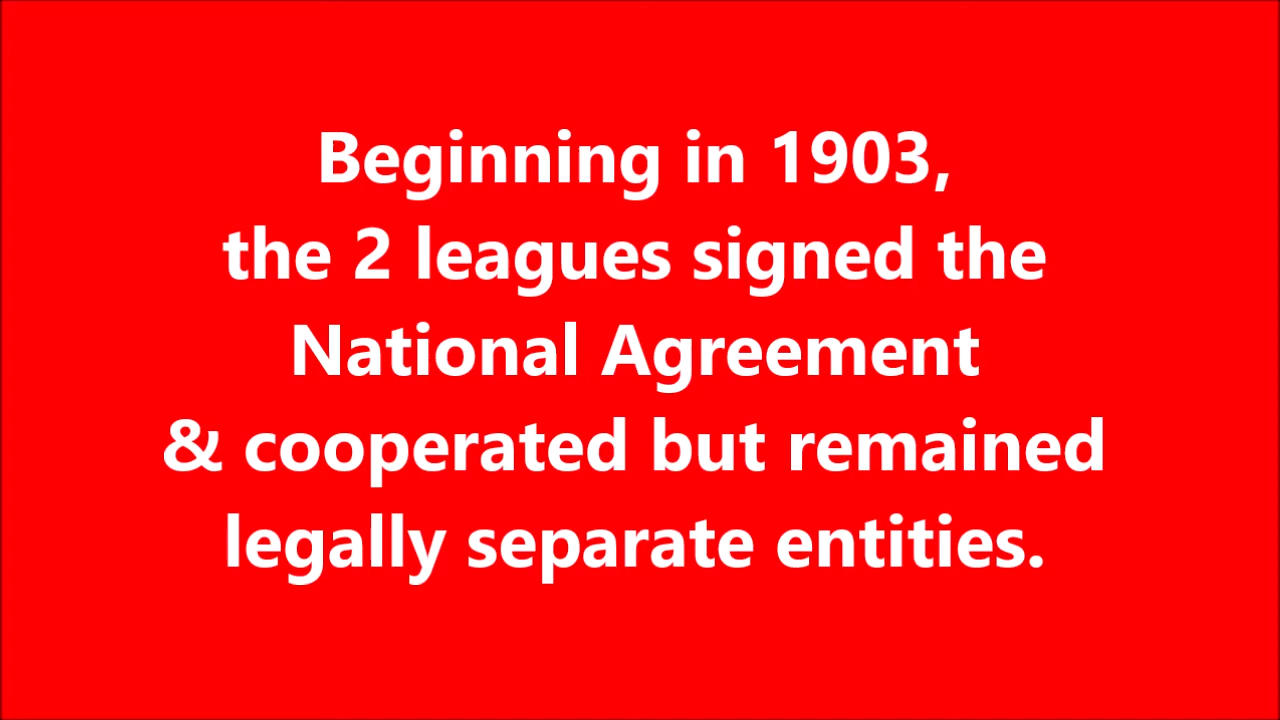 Beginning in 1903,
the 2 leagues signed the
National Agreement
& cooperated but remained
legally separate entities.